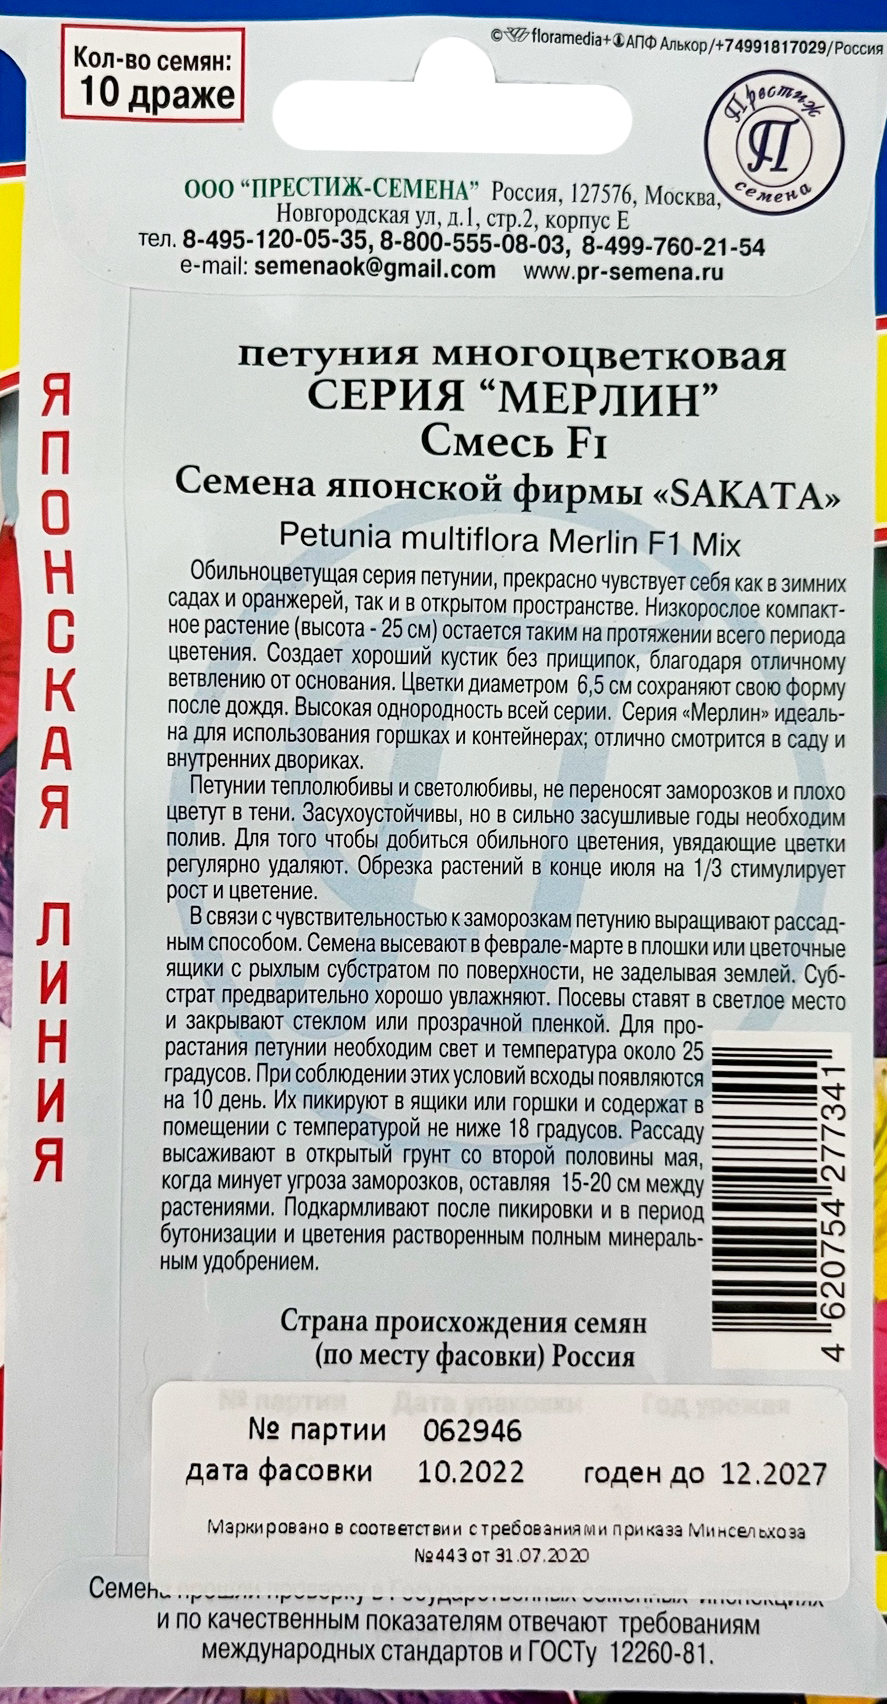 ©floramedia+АПФ Алькор/+74991817029/Россия
Кол-во семян:
10 драже
Престиж
П
семена
ООО “ПРЕСТИЖ-СЕМЕНА” Россия, 127576, Москва,
Новгородская ул, д.1, стр.2, корпус Е
тел. 8-495-120-05-35, 8-800-555-08-03, 8-499-760-21-54
e-mail: semenaok@gmail.com www.pr-semena.ru
ЯПОНСКАЯ ЛИНИЯ
петуния многоцветковая
СЕРИЯ “МЕРЛИН”
Смесь F1
Семена японской фирмы «SAKATA»
Petunia multiflora Merlin F1 Mix
Обильноцветущая серия петунии, прекрасно чувствует себя как в зимних
садах и оранжерей, так и в открытом пространстве. Низкорослое компакт-
ное растение (высота - 25 см) остается таким на протяжении всего периода
цветения. Создает хороший кустик без прищипок, благодаря отличному
ветвлению от основания. Цветки диаметром 6,5 см сохраняют свою форму
после дождя. Высокая однородность всей серии. Серия «Мерлин» идеаль-
на для использования горшках и контейнерах; отлично смотрится в саду и
внутренних двориках.
Петунии теплолюбивы и светолюбивы, не переносят заморозков и плохо
цветут в тени. Засухоустойчивы, но в сильно засушливые годы необходим
полив. Для того чтобы добиться обильного цветения, увядающие цветки
регулярно удаляют. Обрезка растений в конце июля на 1/3 стимулирует
рост и цветение.
В связи с чувствительностью к заморозкам петунию выращивают рассад-
ным способом. Семена высевают в феврале-марте в плошки или цветочные
ящики с рыхлым субстратом по поверхности, не заделывая землей. Суб-
страт предварительно хорошо увлажняют. Посевы ставят в светлое место
и закрывают стеклом или прозрачной пленкой. Для про-
растания петунии необходим свет и температура около 25
градусов. При соблюдении этих условий всходы появляются
на 10 день. Их пикируют в ящики или горшки и содержат в
помещении с температурой не ниже 18 градусов. Рассаду
высаживают в открытый грунт со второй половины мая,
когда минует угроза заморозков, оставляя 15-20 см между
растениями. Подкармливают после пикировки и в период
бутонизации и цветения растворенным полным минераль-
ным удобрением.
4 620754 277341
Страна происхождения семян
(по месту фасовки) Россия
№ партии Дата упаковки Год урожая
№ партии 062946
дата фасовки 10.2022 годен до 12.2027
Маркировано в соответствии с требованиями приказа Минсельхоза
№443 от 31.07.2020
Семена прошли проверку в Государственных семенных инспекциях
и по качественным показателям отвечают требованиям
международных стандартов и ГОСТу 12260-81.